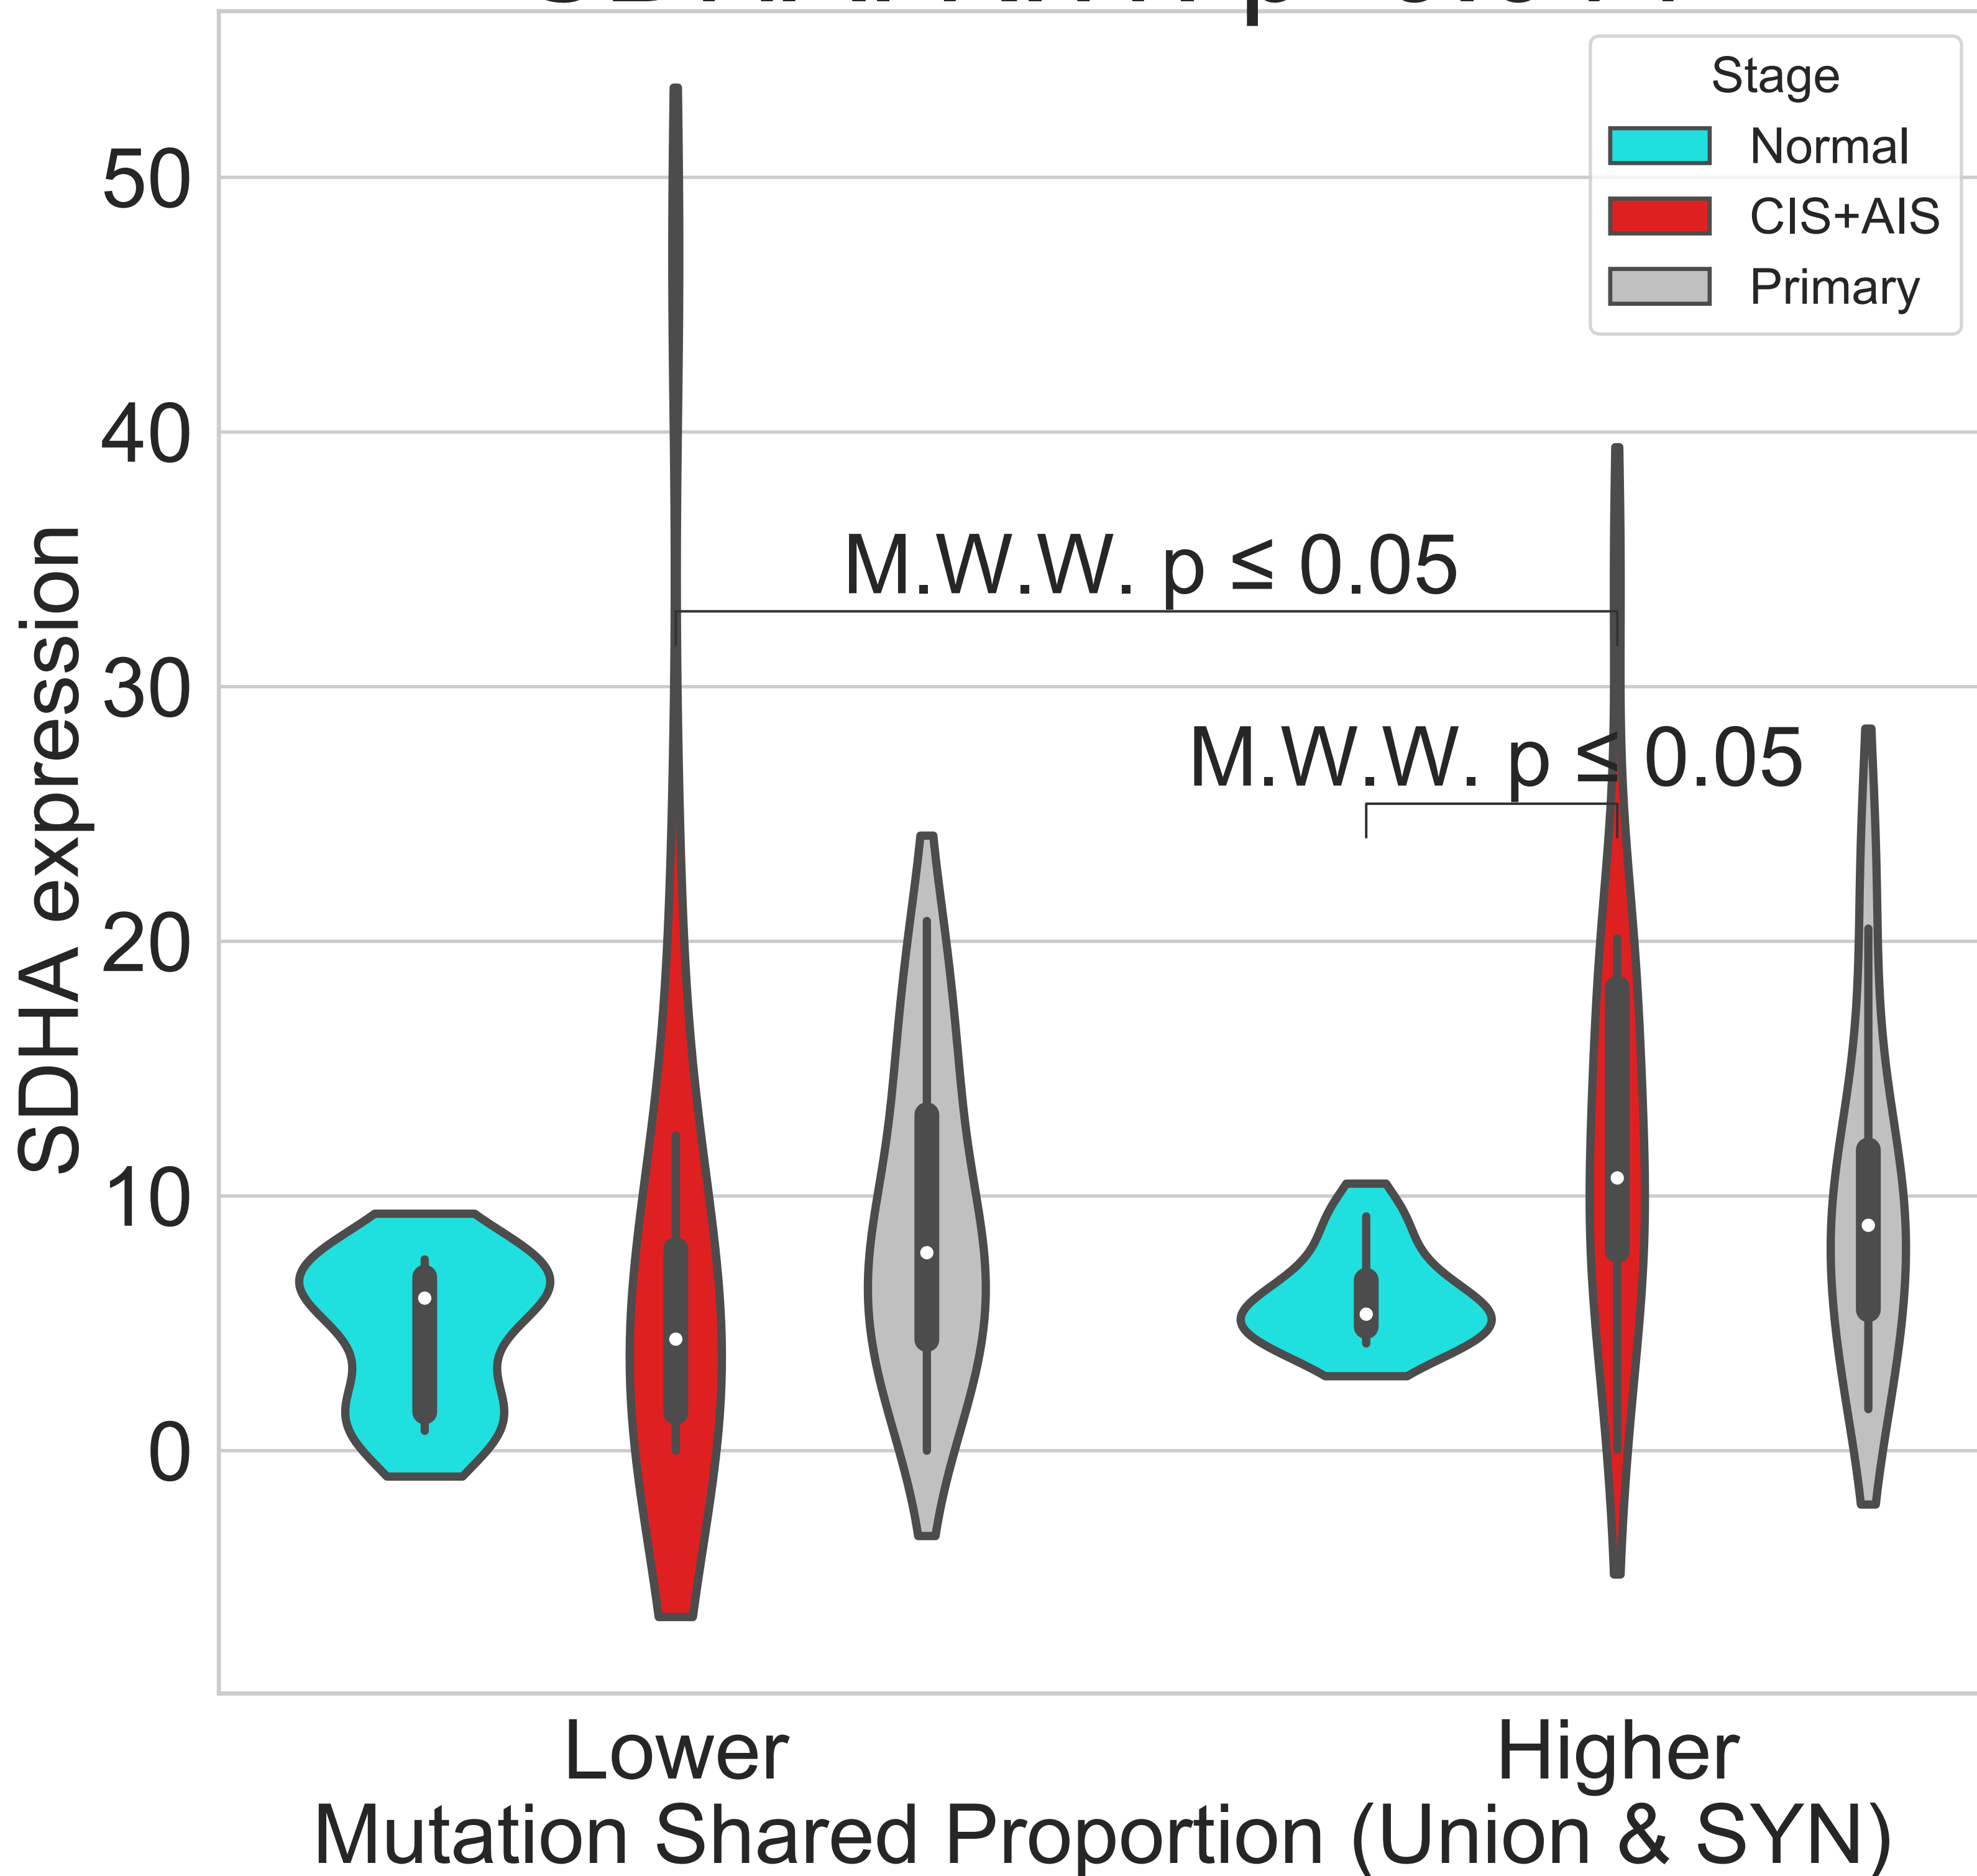 Stage
Normal
CIS+AIS
Primary
50
40
30
20
10
0
SDHA expression
M.W.W. p ≤ 0.05
M.W.W. p ≤ 0.05
Lower
Higher
Mutation Shared Proportion (Union & SYN)